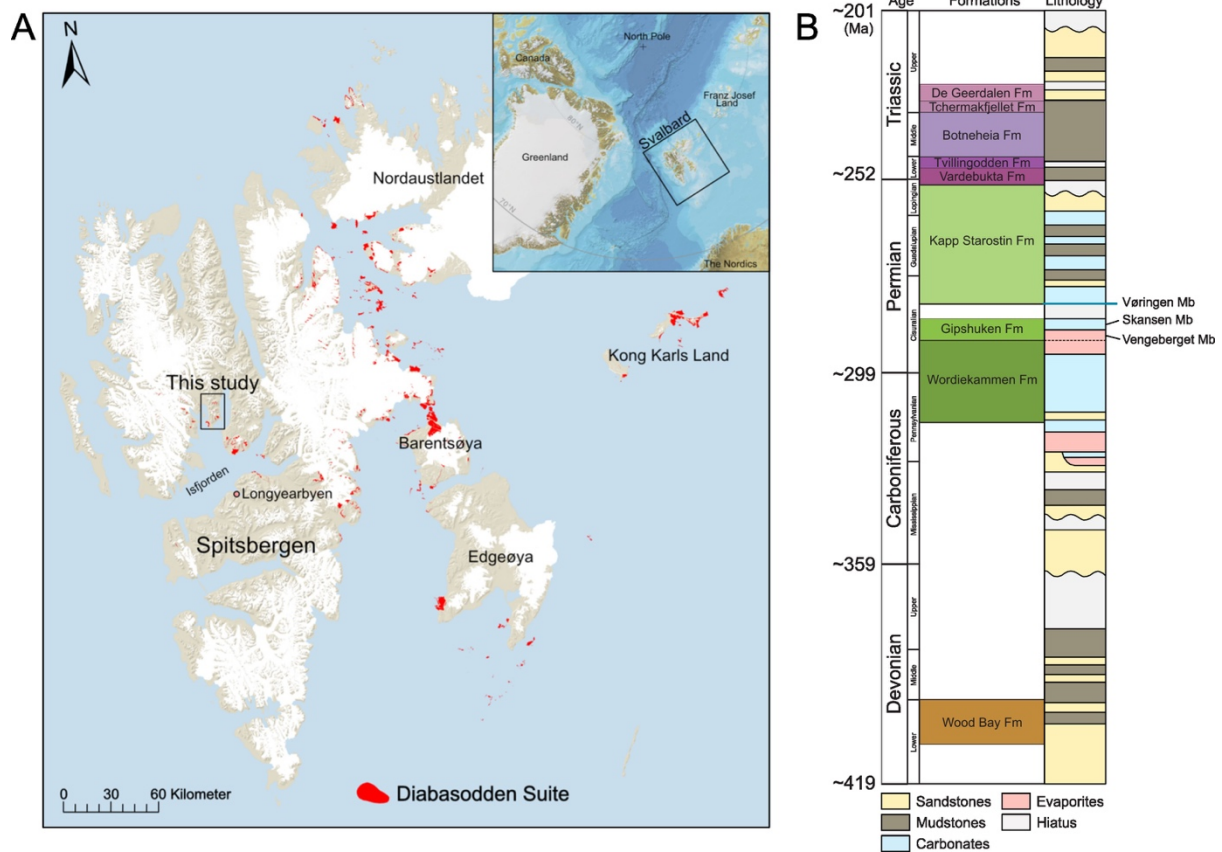 A
N
North Pole
Canada
Franz Josef
Land
Svalbard
Greenland
The Nordics
Nordaustlandet
Kong Karls Land
This study
Barentsøya
Isfjorden
Longyearbyen
Spitsbergen
Edgeøya
0 30 60 Kilometer
Diabasodden Suite
B
Age Formations Lithology
~201
(Ma)
Triassic
Upper
De Geerdalen Fm
Tchermakfjellet Fm
Middle
Botneheia Fm
Lower
Tvillingodden Fm
Vardebukta Fm
~252
Permian
Lopingian
Guadalupian
Kapp Starostin Fm
Vøringen Mb
Cisuralian
Skansen Mb
Gipshuken Fm
Vengeberget Mb
Wordiekammen Fm
~299
Carboniferous
Pennsylvanian
Mississippian
~359
Devonian
Upper
Middle
Lower
Wood Bay Fm
~419
Sandstones
Evaporites
Mudstones
Hiatus
Carbonates